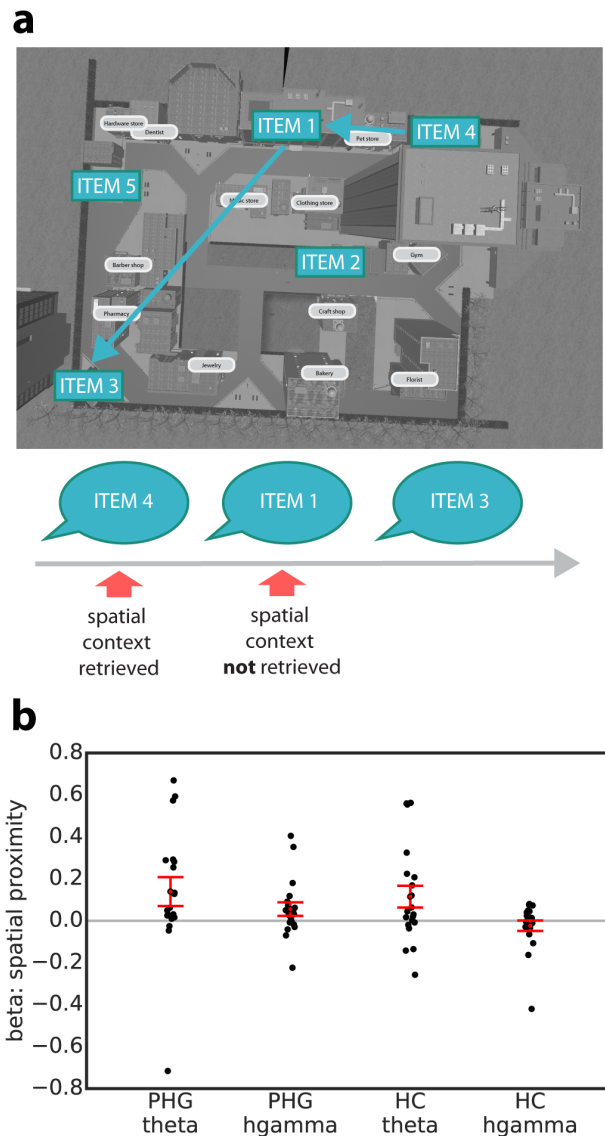 a
ITEM 1
ITEM 4
Hardware store
Dentist
Pet store
ITEM 5
Music store
Clothing store
ITEM 2
Gym
Barber shop
Pharmacy
Craft shop
ITEM 3
Jewelry
Bakery
Florist
ITEM 4
ITEM 1
ITEM 3
spatial
context
retrieved
spatial
context
not retrieved
b
beta: spatial proximity
0.8
0.6
0.4
0.2
0.0
−0.2
−0.4
−0.6
−0.8
PHG
theta
PHG
hgamma
HC
theta
HC
hgamma